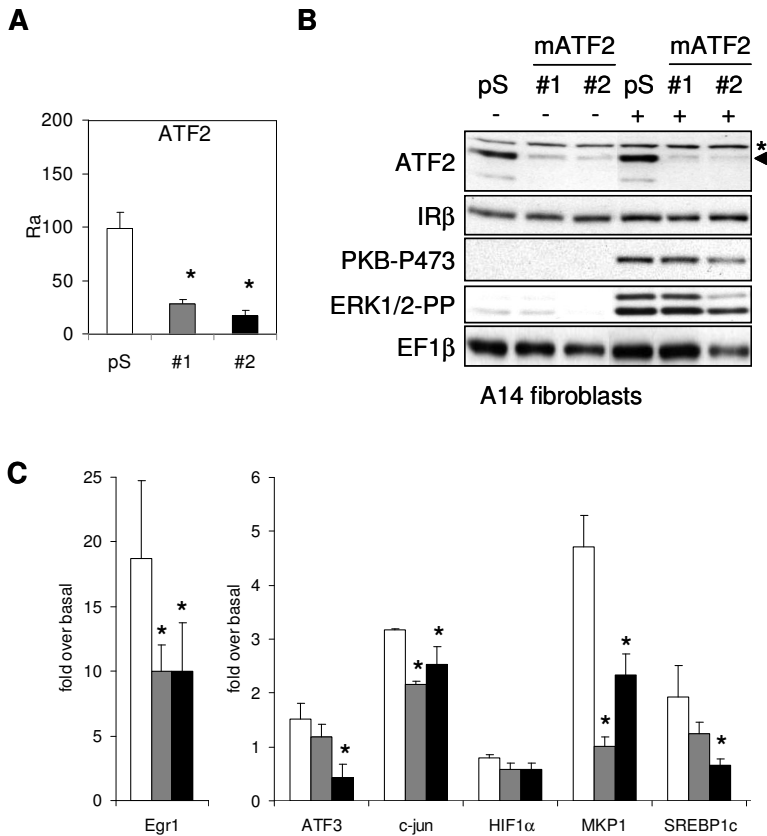 A
200
150
100
50
0
Ra
ATF2
*
*
pS
#1
#2
B
mATF2
mATF2
pS #1 #2 pS #1 #2
- - - + + +
ATF2
*
IRβ
PKB-P473
ERK1/2-PP
EF1β
A14 fibroblasts
C
25
20
15
10
5
0
fold over basal
*
*
Egr1
6
5
4
3
2
1
0
fold over basal
*
*
*
*
*
*
ATF3
c-jun
HIF1α
MKP1
SREBP1c